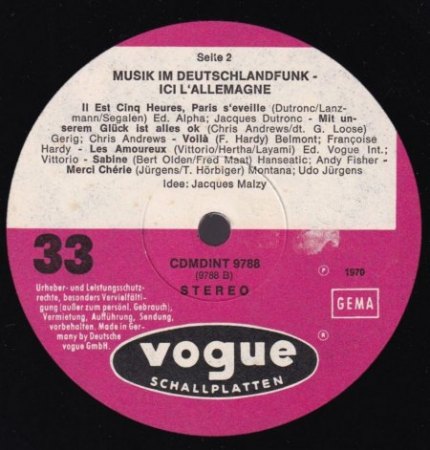 Seite 2
MUSIK IM DEUTSCHLANDFUNK -
ICI L'ALLEMAGNE
Il Est Cinq Heures, Paris s'eveille (Dutronc/Lanz-
mann/Segalen) Ed. Alpha; Jacques Dutronc - Mit un-
serem Glück ist alles ok (Chris Andrews/dt. G. Loose)
Gerig; Chris Andrews - Voilà (F. Hardy) Belmont; Françoise
Hardy - Les Amoureux (Vittorio/Hertha/Layami) Ed. Vogue Int.;
Vittorio - Sabine (Bert Olden/Fred Maat) Hanseatic; Andy Fisher -
Merci Chérie (Jürgens/T. Hörbiger) Montana; Udo Jürgens
Idee: Jacques Malzy
33
CDMDINT 9788
(9788 B)
STEREO
P
1970
GEMA
R
Urheber- und Leistungsschutz-
rechte, besonders Vervielfälti-
gung (außer zum persönl. Gebrauch),
Vermietung, Aufführung, Sendung,
vorbehalten. Made in Ger-
many by Deutsche
vogue GmbH.
vogue
SCHALLPLATTEN